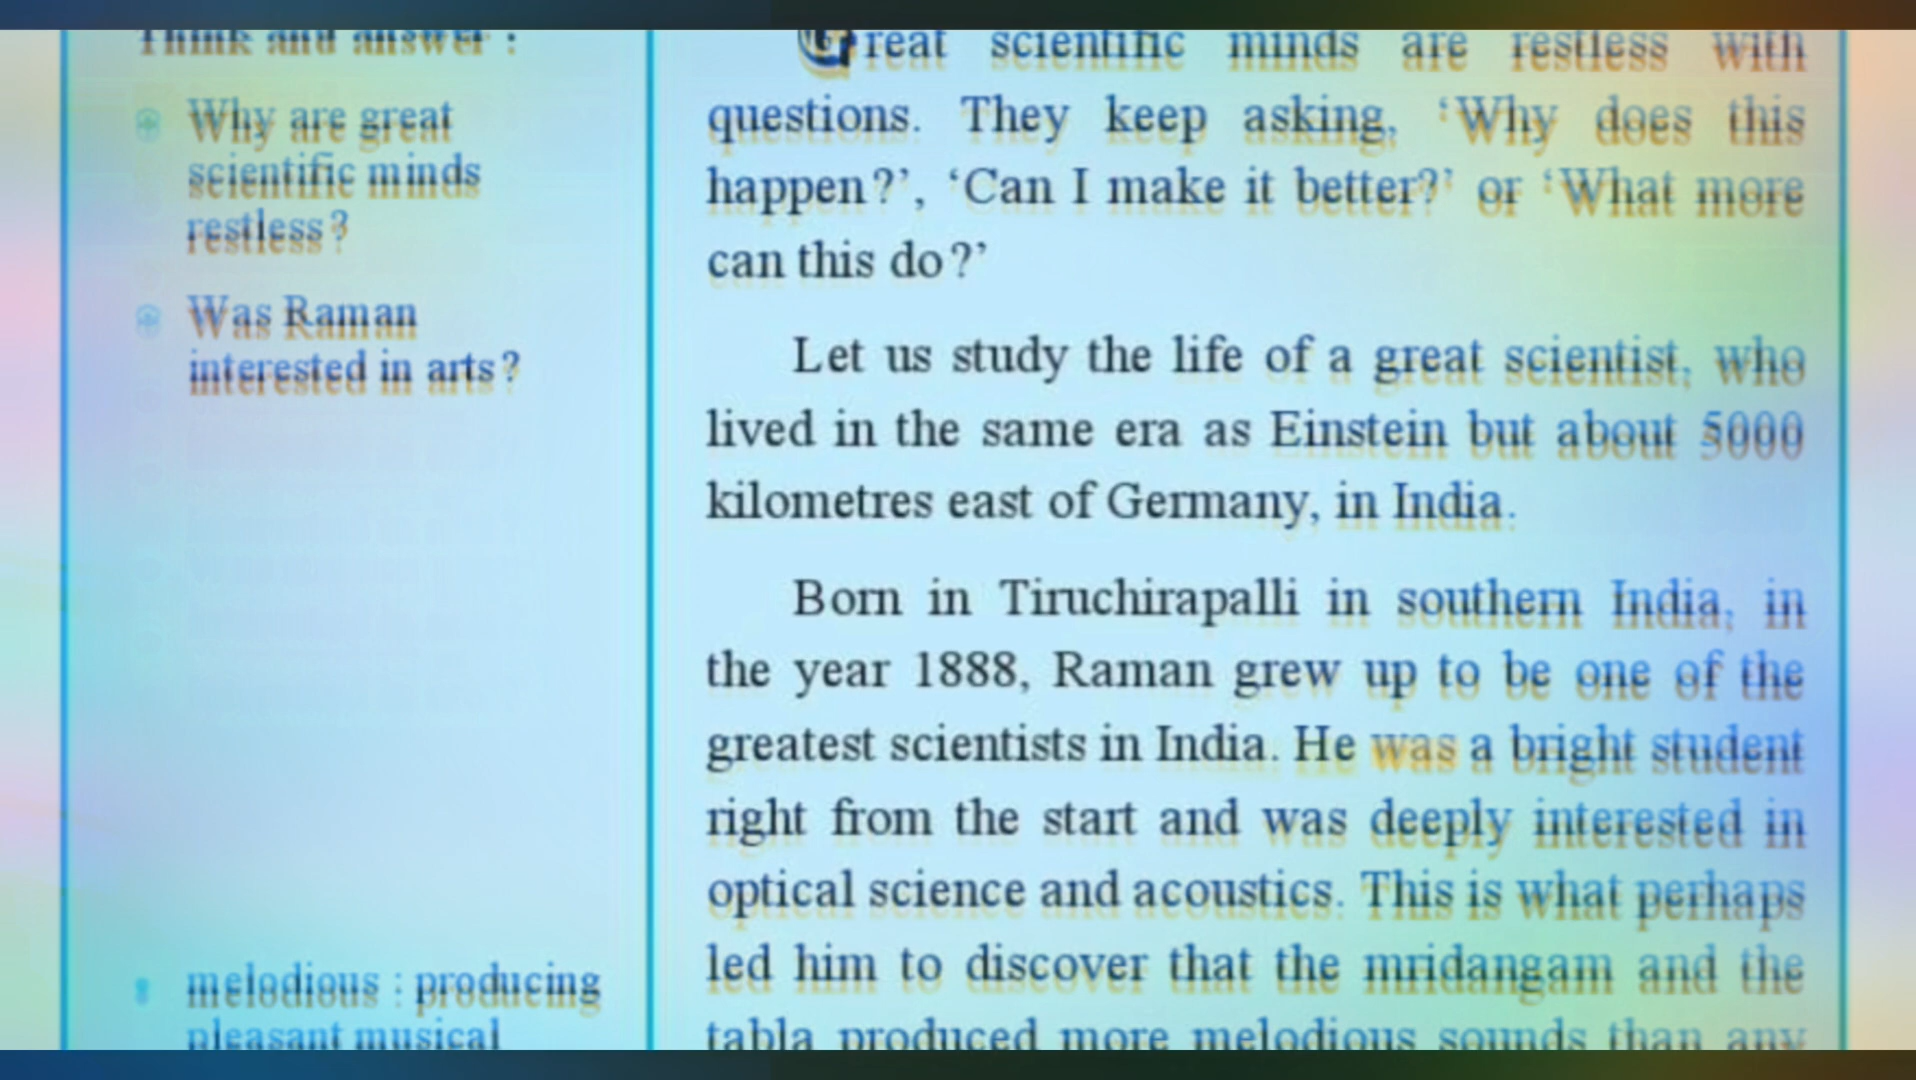 Think and answer :
Why are great
scientific minds
restless?
Was Raman
interested in arts?
melodious : producing
pleasant musical
Great scientific minds are restless with
questions. They keep asking, ‘Why does this
happen?’, ‘Can I make it better?’ or ‘What more
can this do?’
Let us study the life of a great scientist, who
lived in the same era as Einstein but about 5000
kilometres east of Germany, in India.
Born in Tiruchirapalli in southern India, in
the year 1888, Raman grew up to be one of the
greatest scientists in India. He was a bright student
right from the start and was deeply interested in
optical science and acoustics. This is what perhaps
led him to discover that the mridangam and the
tabla produced more melodious sounds than any